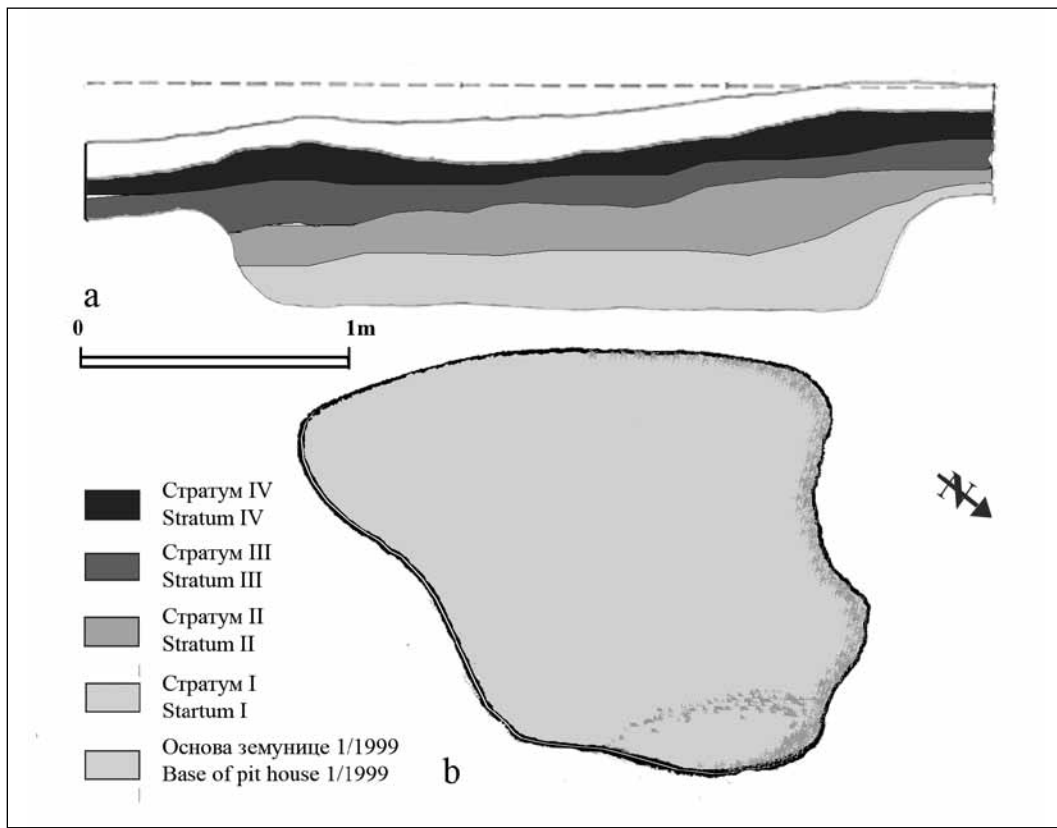 a
0 1m
Стратум IV
Stratum IV
Стратум III
Stratum III
Стратум II
Stratum II
Стратум I
Startum I
Основа земунице 1/1999
Base of pit house 1/1999
b
N